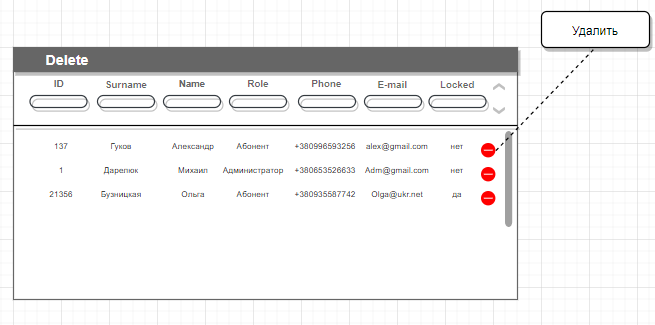 Удалить
Delete
ID Surname Name Role Phone E-mail Locked
137 Гуков Александр Абонент +380996593256 alex@gmail.com нет
1 Дарелюк Михаил Администратор +380653526633 Adm@gmail.com нет
21356 Бузницкая Ольга Абонент +380935587742 Olga@ukr.net да